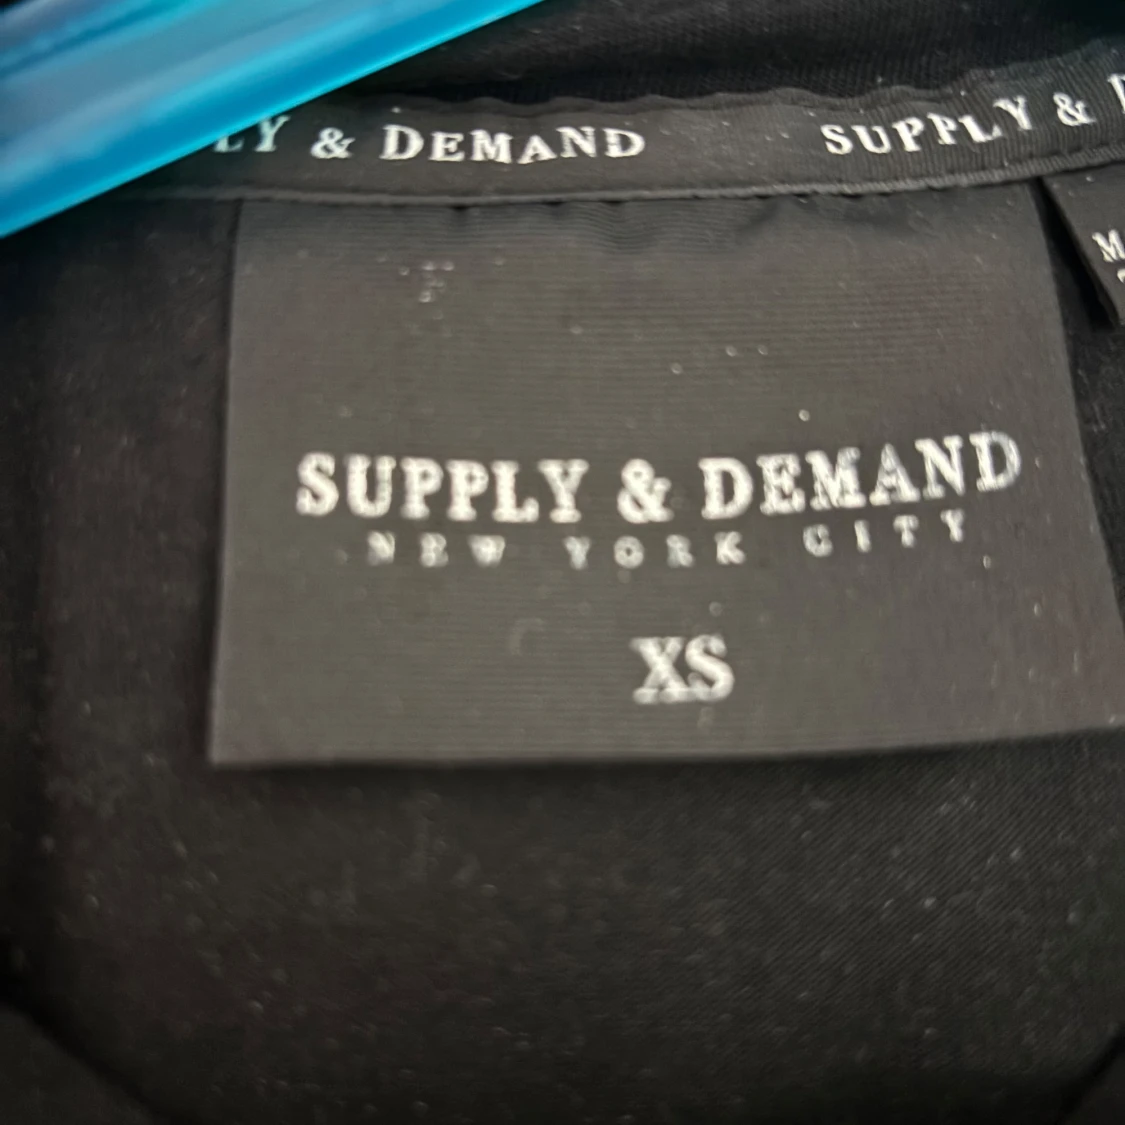 LY & DEMAND SUPPLY &
SUPPLY & DEMAND
NEW YORK CITY
XS